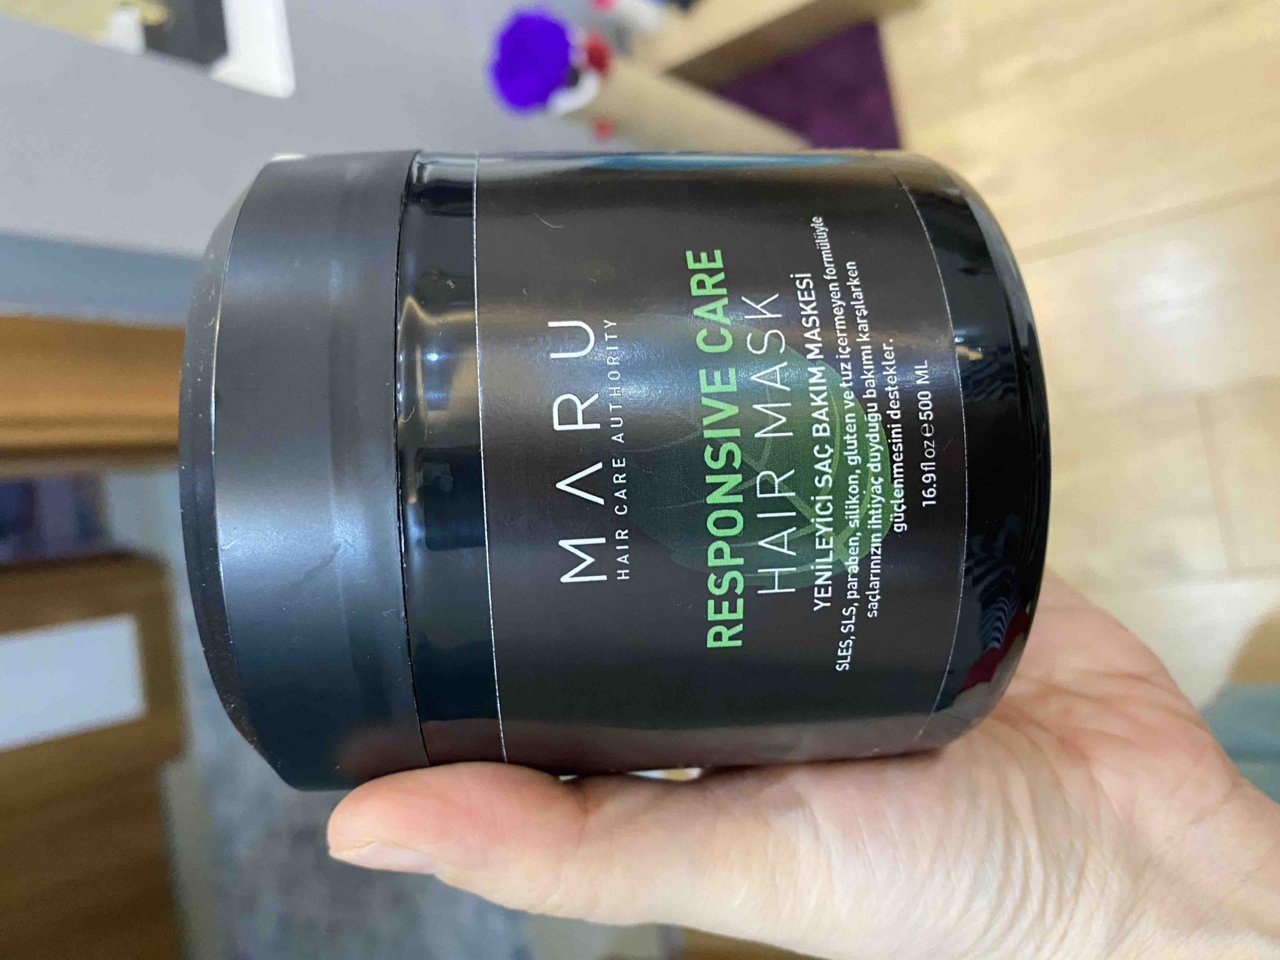 MARU
HAIR CARE AUTHORITY
RESPONSIVE CARE
HAIR MASK
YENİLEYİCİ SAÇ BAKIM MASKESİ
SLES, SLS, paraben, silikon, gluten ve tuz içermeyen formülüyle
saçlarınızın ihtiyaç duyduğu bakımı karşılarken
güçlenmesini destekler.
16.9fl oz ℮ 500 ML